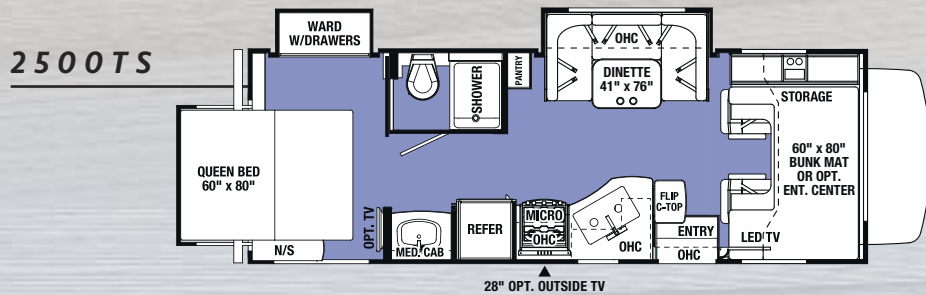 2500TS
WARD
W/DRAWERS
OHC
DINETTE
41" x 76"
PANTRY
SHOWER
STORAGE
60" x 80"
BUNK MAT
OR OPT.
ENT. CENTER
QUEEN BED
60" x 80"
N/S
OPT. TV
MED. CAB
REFER
MICRO
OHC
OHC
FLIP
C-TOP
ENTRY
OHC
LED TV
28" OPT. OUTSIDE TV